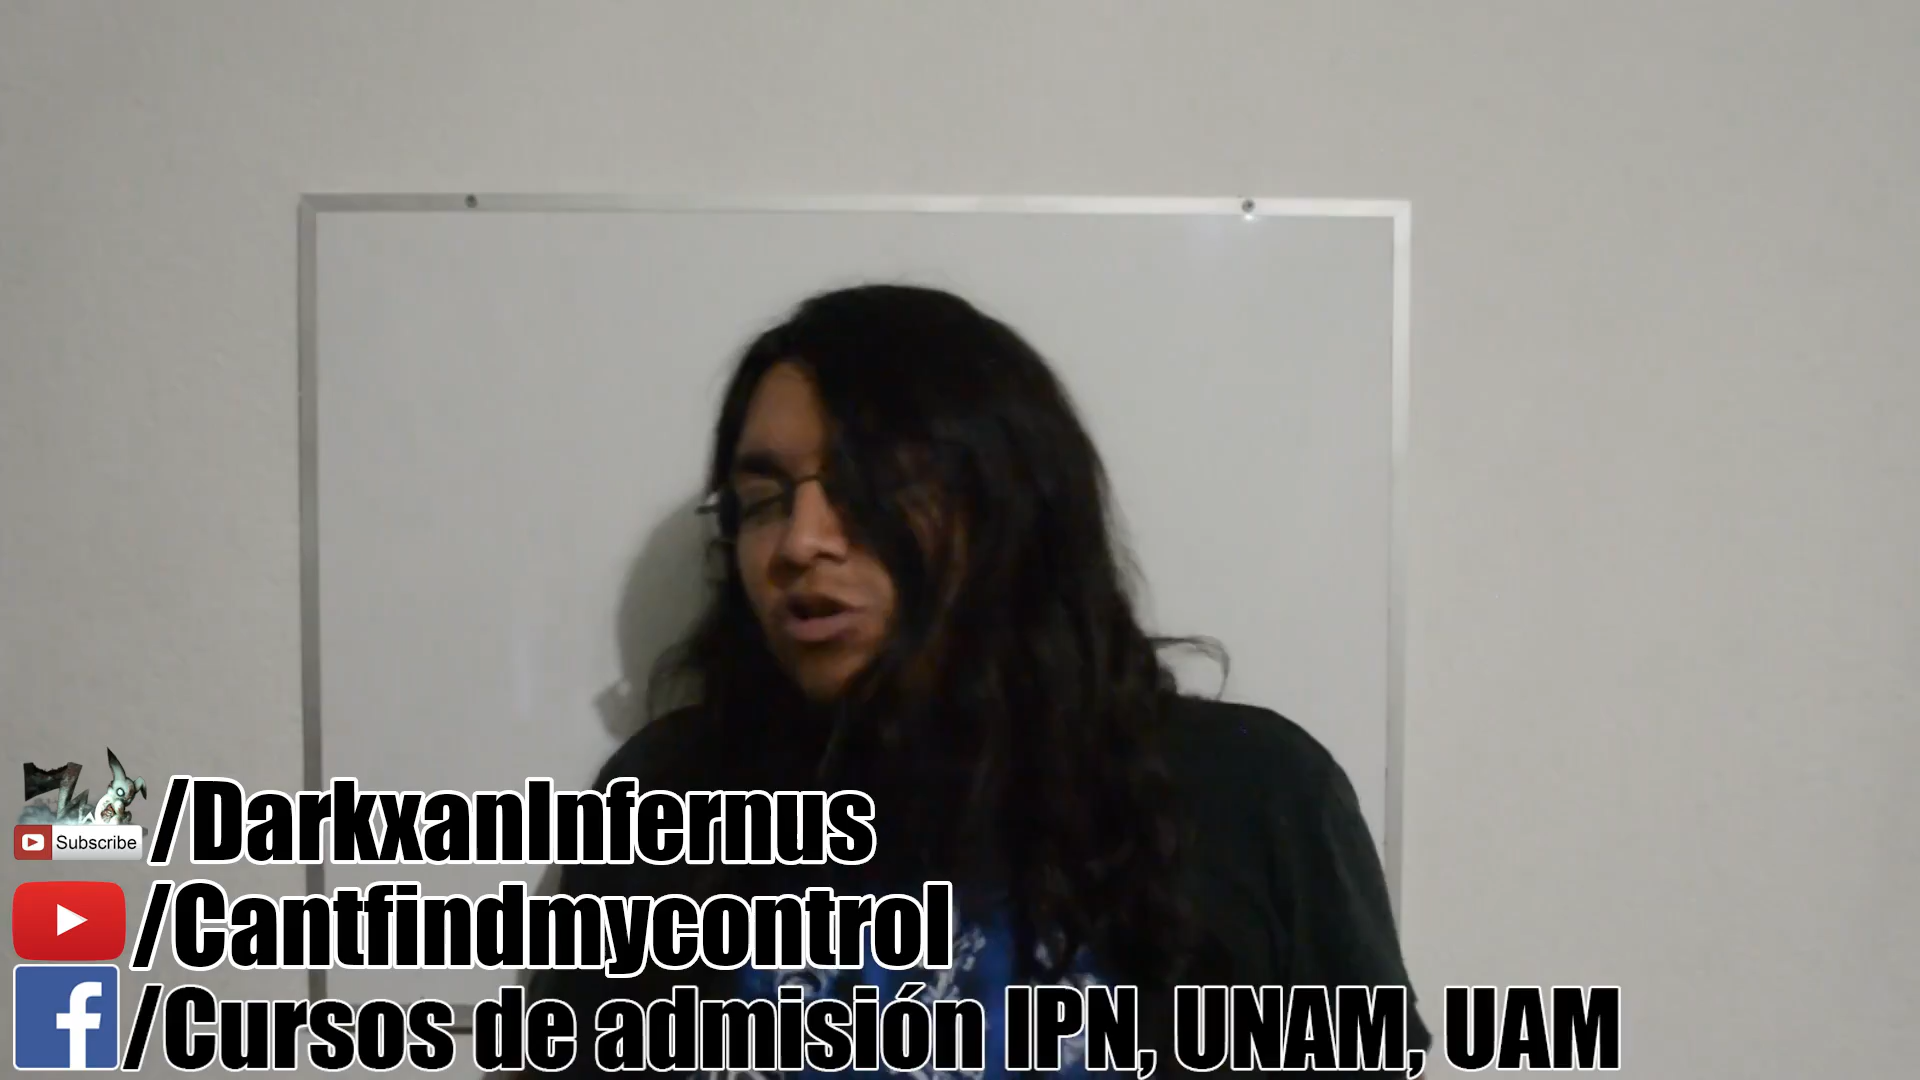 Subscribe /DarkxanInfernus
/Cantfindmycontrol
f/Cursos de admisión IPN, UNAM, UAM